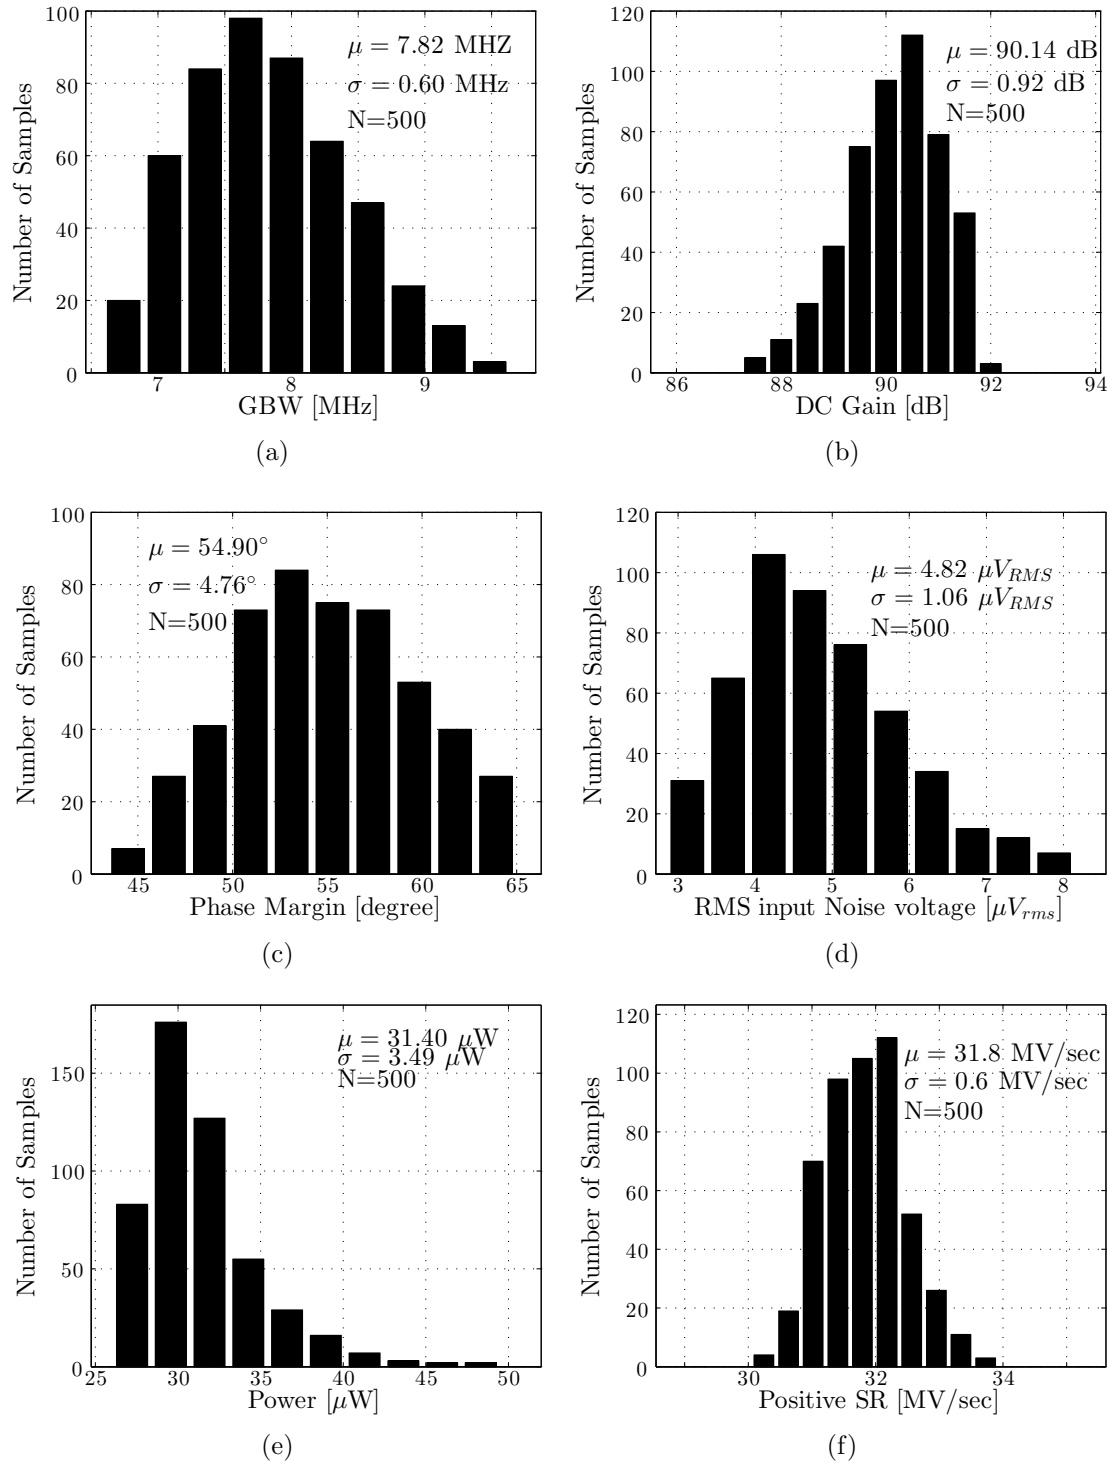 100
80
60
40
20
0
Number of Samples
μ = 7.82 MHZ
σ = 0.60 MHz
N=500
7 8 9
GBW [MHz]
(a)
120
100
80
60
40
20
0
Number of Samples
μ = 90.14 dB
σ = 0.92 dB
N=500
86 88 90 92 94
DC Gain [dB]
(b)
100
80
60
40
20
0
Number of Samples
μ = 54.90°
σ = 4.76°
N=500
45 50 55 60 65
Phase Margin [degree]
(c)
120
100
80
60
40
20
0
Number of Samples
μ = 4.82 μV_RMS
σ = 1.06 μV_RMS
N=500
3 4 5 6 7 8
RMS input Noise voltage [μV_rms]
(d)
150
100
50
0
Number of Samples
μ = 31.40 μW
σ = 3.49 μW
N=500
25 30 35 40 45 50
Power [μW]
(e)
120
100
80
60
40
20
0
Number of Samples
μ = 31.8 MV/sec
σ = 0.6 MV/sec
N=500
30 32 34
Positive SR [MV/sec]
(f)